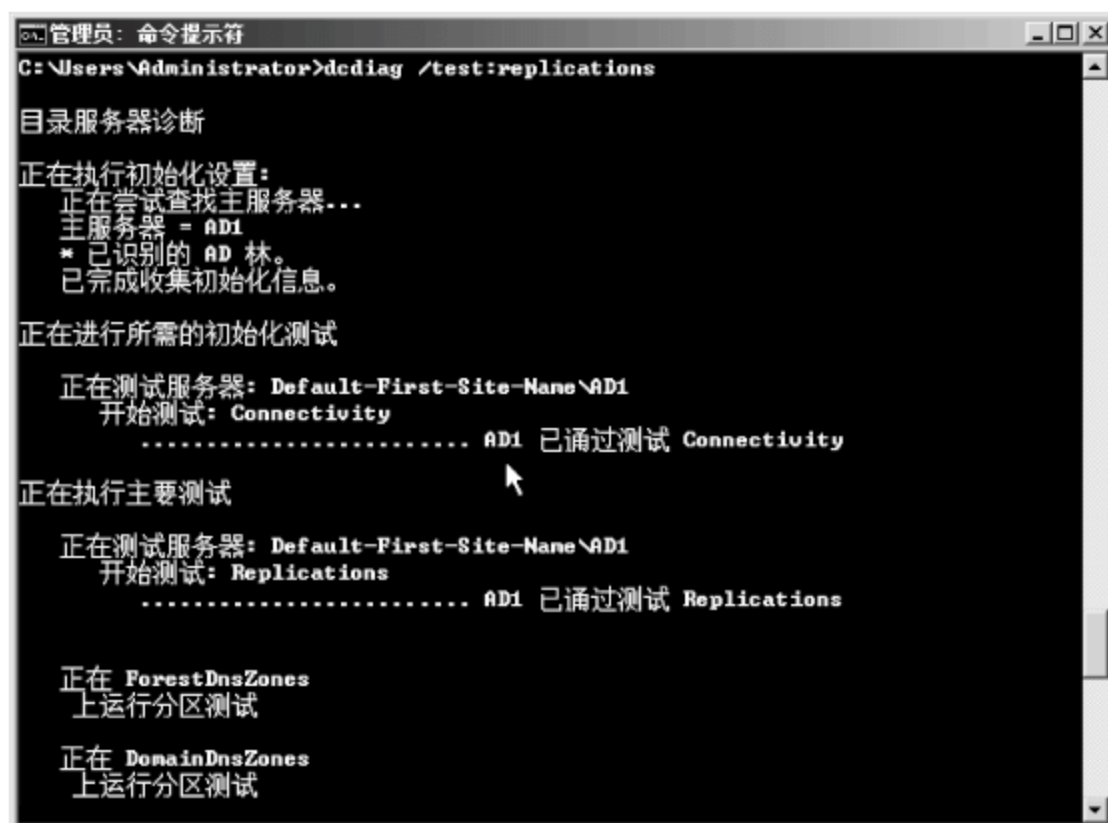 管理员: 命令提示符
C:\Users\Administrator>dcdiag /test:replications
目录服务器诊断
正在执行初始化设置:
正在尝试查找主服务器...
主服务器 = AD1
* 已识别的 AD 林。
已完成收集初始化信息。
正在进行所需的初始化测试
正在测试服务器: Default-First-Site-Name\AD1
开始测试: Connectivity
......................... AD1 已通过测试 Connectivity
正在执行主要测试
正在测试服务器: Default-First-Site-Name\AD1
开始测试: Replications
......................... AD1 已通过测试 Replications
正在 ForestDnsZones
上运行分区测试
正在 DomainDnsZones
上运行分区测试